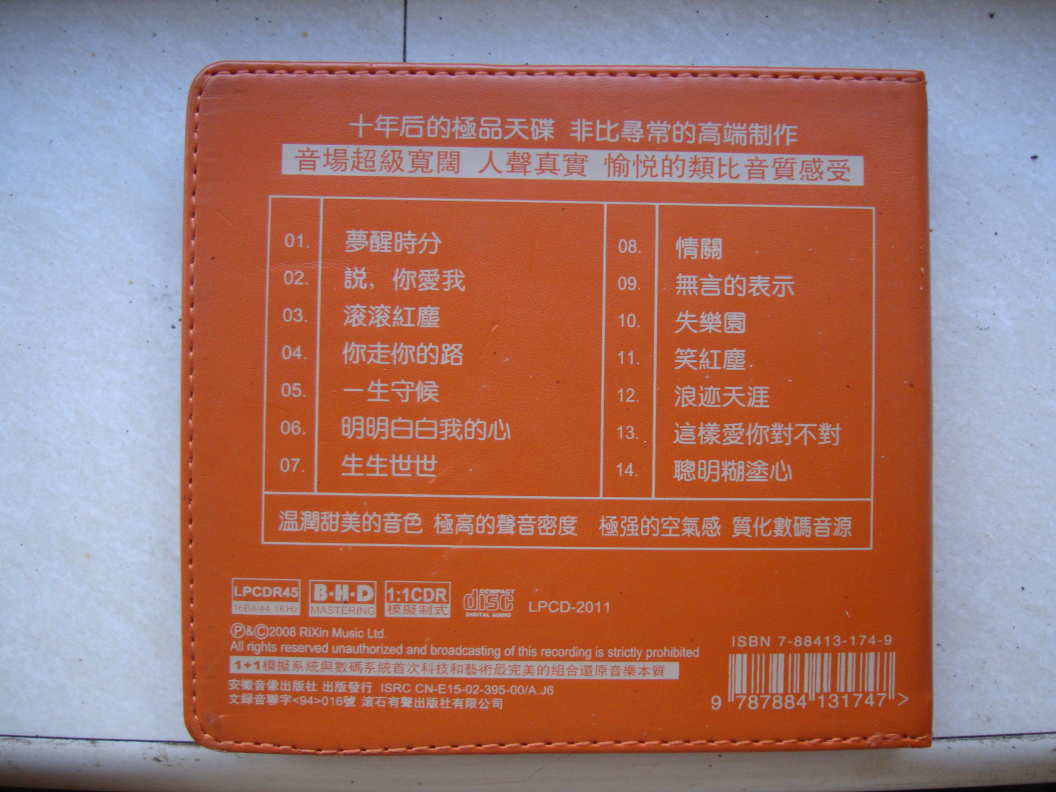 十年后的極品天碟 非比尋常的高端制作
音場超級寬闊 人聲真實 愉悦的類比音質感受
01. 夢醒時分
02. 説,你愛我
03. 滚滚紅塵
04. 你走你的路
05. 一生守候
06. 明明白白我的心
07. 生生世世
08. 情關
09. 無言的表示
10. 失樂園
11. 笑紅塵
12. 浪迹天涯
13. 這樣愛你對不對
14. 聰明糊塗心
温潤甜美的音色 極高的聲音密度 極强的空氣感 質化數碼音源
LPCDR45
16Bit/44.1KHz
B·H·D
MASTERING
1:1CDR
模擬制式
COMPACT
disc
DIGITAL AUDIO
LPCD-2011
Ⓟ&©2008 RiXin Music Ltd.
All rights reserved unauthorized and broadcasting of this recording is strictly prohibited
1+1模擬系統與數碼系統首次科技和藝術最完美的組合還原音樂本質
安徽音像出版社 出版發行 ISRC CN-E15-02-395-00/A.J6
文録音聯字<94>016號 滾石有聲出版社有限公司
ISBN 7-88413-174-9
9 787884 131747 >